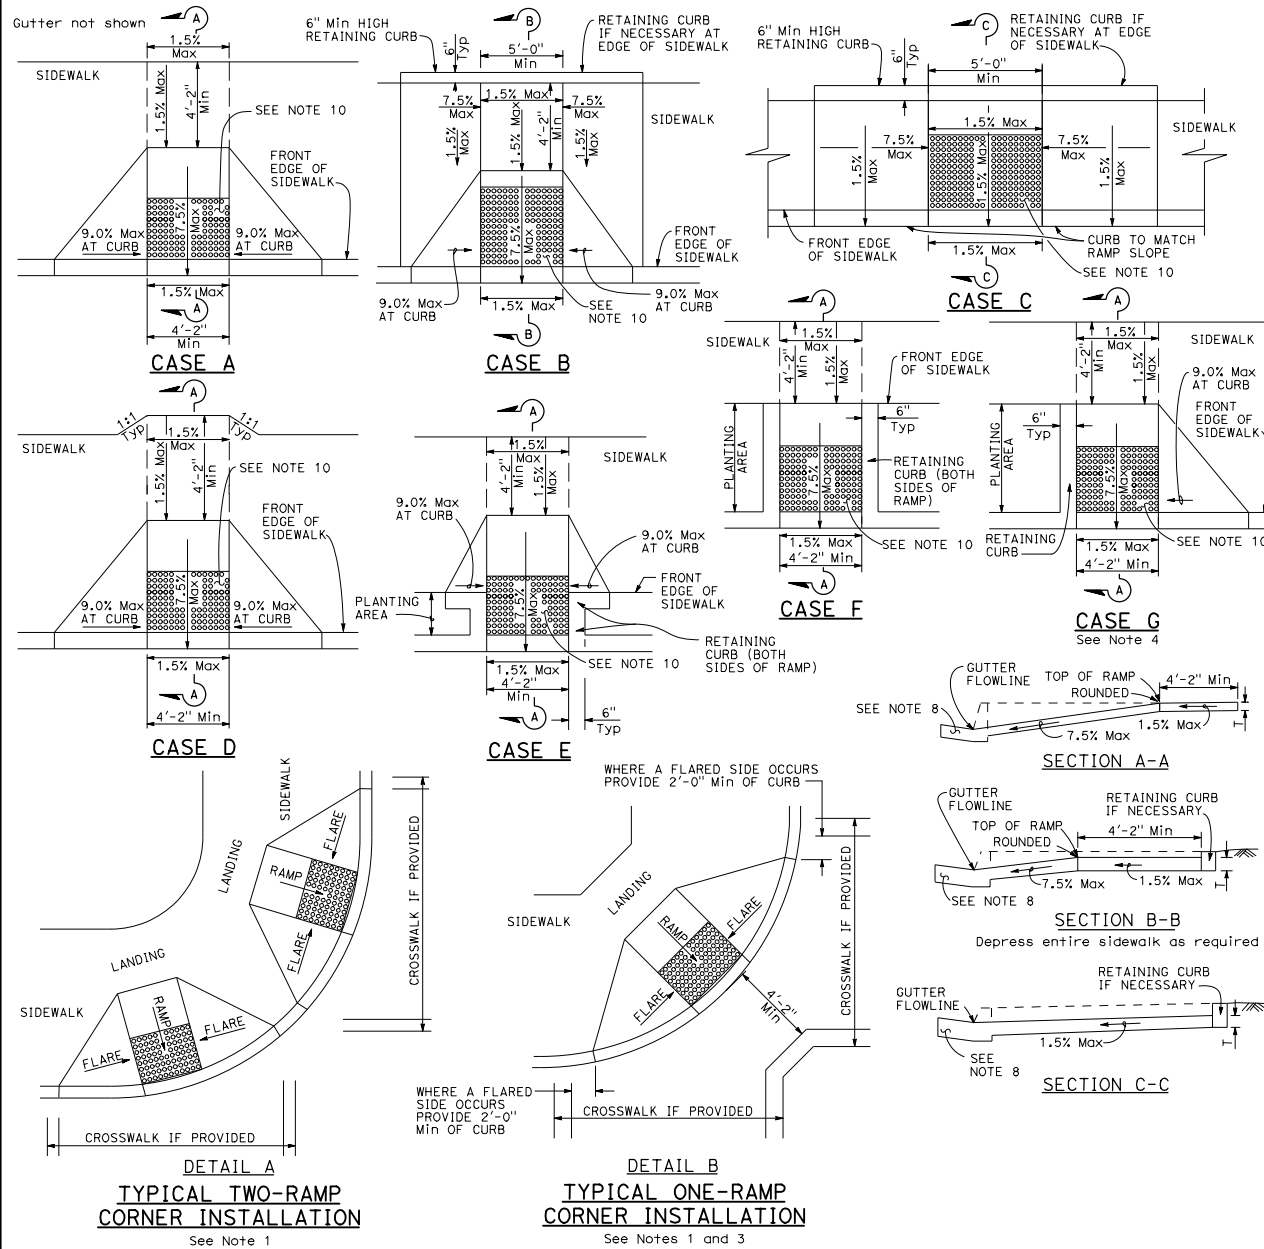 Gutter not shown
A
1.5%
Max
SIDEWALK
1.5% Max
4'-2"
Min
SEE NOTE 10
FRONT
EDGE OF
SIDEWALK
9.0% Max
AT CURB
7.5%
Max
9.0% Max
AT CURB
1.5% Max
A
4'-2"
Min
CASE A
6" Min HIGH
RETAINING CURB
B
RETAINING CURB
IF NECESSARY AT
EDGE OF SIDEWALK
6"
Typ
5'-0"
Min
1.5% Max
7.5%
Max
7.5%
Max
SIDEWALK
1.5%
Max
1.5% Max
4'-2"
Min
1.5%
Max
7.5%
Max
FRONT
EDGE OF
SIDEWALK
9.0% Max
AT CURB
1.5% Max
SEE
NOTE 10
9.0% Max
AT CURB
B
CASE B
6" Min HIGH
RETAINING CURB
C
RETAINING CURB IF
NECESSARY AT EDGE
OF SIDEWALK
6"
Typ
5'-0"
Min
1.5% Max
SIDEWALK
7.5%
Max
7.5%
Max
1.5%
Max
1.5% Max
1.5%
Max
FRONT EDGE
OF SIDEWALK
1.5% Max
CURB TO MATCH
RAMP SLOPE
SEE NOTE 10
C
CASE C
A
1:1
Typ
1:1
Typ
1.5%
Max
SIDEWALK
1.5% Max
4'-2"
Min
SEE NOTE 10
FRONT
EDGE OF
SIDEWALK
9.0% Max
AT CURB
7.5%
Max
9.0% Max
AT CURB
1.5% Max
A
4'-2" Min
CASE D
A
1.5%
Max
SIDEWALK
4'-2"
Min
1.5%
Max
9.0% Max
AT CURB
9.0% Max
AT CURB
7.5%
Max
FRONT
EDGE OF
SIDEWALK
PLANTING
AREA
RETAINING
CURB (BOTH
SIDES OF RAMP)
SEE NOTE 10
1.5% Max
4'-2"
Min
A
6"
Typ
CASE E
A
SIDEWALK
1.5%
Max
4'-2"
Min
1.5%
Max
FRONT EDGE
OF SIDEWALK
6"
Typ
PLANTING
AREA
7.5%
Max
RETAINING
CURB (BOTH
SIDES OF
RAMP)
SEE NOTE 10
1.5% Max
4'-2" Min
A
CASE F
A
1.5%
Max
SIDEWALK
4'-2"
Min
1.5%
Max
9.0% Max
AT CURB
FRONT
EDGE OF
SIDEWALK
6"
Typ
PLANTING
AREA
7.5%
Max
RETAINING
CURB
SEE NOTE 10
1.5% Max
4'-2" Min
A
CASE G
See Note 4
GUTTER
FLOWLINE
TOP OF RAMP
ROUNDED
4'-2" Min
SEE NOTE 8
7.5% Max
1.5% Max
T
SECTION A-A
GUTTER
FLOWLINE
RETAINING CURB
IF NECESSARY
TOP OF RAMP
ROUNDED
4'-2" Min
7.5% Max
1.5% Max
T
SEE NOTE 8
SECTION B-B
Depress entire sidewalk as required
GUTTER
FLOWLINE
RETAINING CURB
IF NECESSARY
1.5% Max
T
SEE
NOTE 8
SECTION C-C
SIDEWALK
LANDING
FLARE
RAMP
FLARE
CROSSWALK IF PROVIDED
LANDING
SIDEWALK
RAMP
FLARE
FLARE
CROSSWALK IF PROVIDED
DETAIL A
TYPICAL TWO-RAMP
CORNER INSTALLATION
See Note 1
WHERE A FLARED SIDE OCCURS
PROVIDE 2'-0" Min OF CURB
LANDING
SIDEWALK
RAMP
FLARE
FLARE
CROSSWALK IF PROVIDED
4'-2"
Min
WHERE A FLARED
SIDE OCCURS
PROVIDE 2'-0"
Min OF CURB
CROSSWALK IF PROVIDED
DETAIL B
TYPICAL ONE-RAMP
CORNER INSTALLATION
See Notes 1 and 3